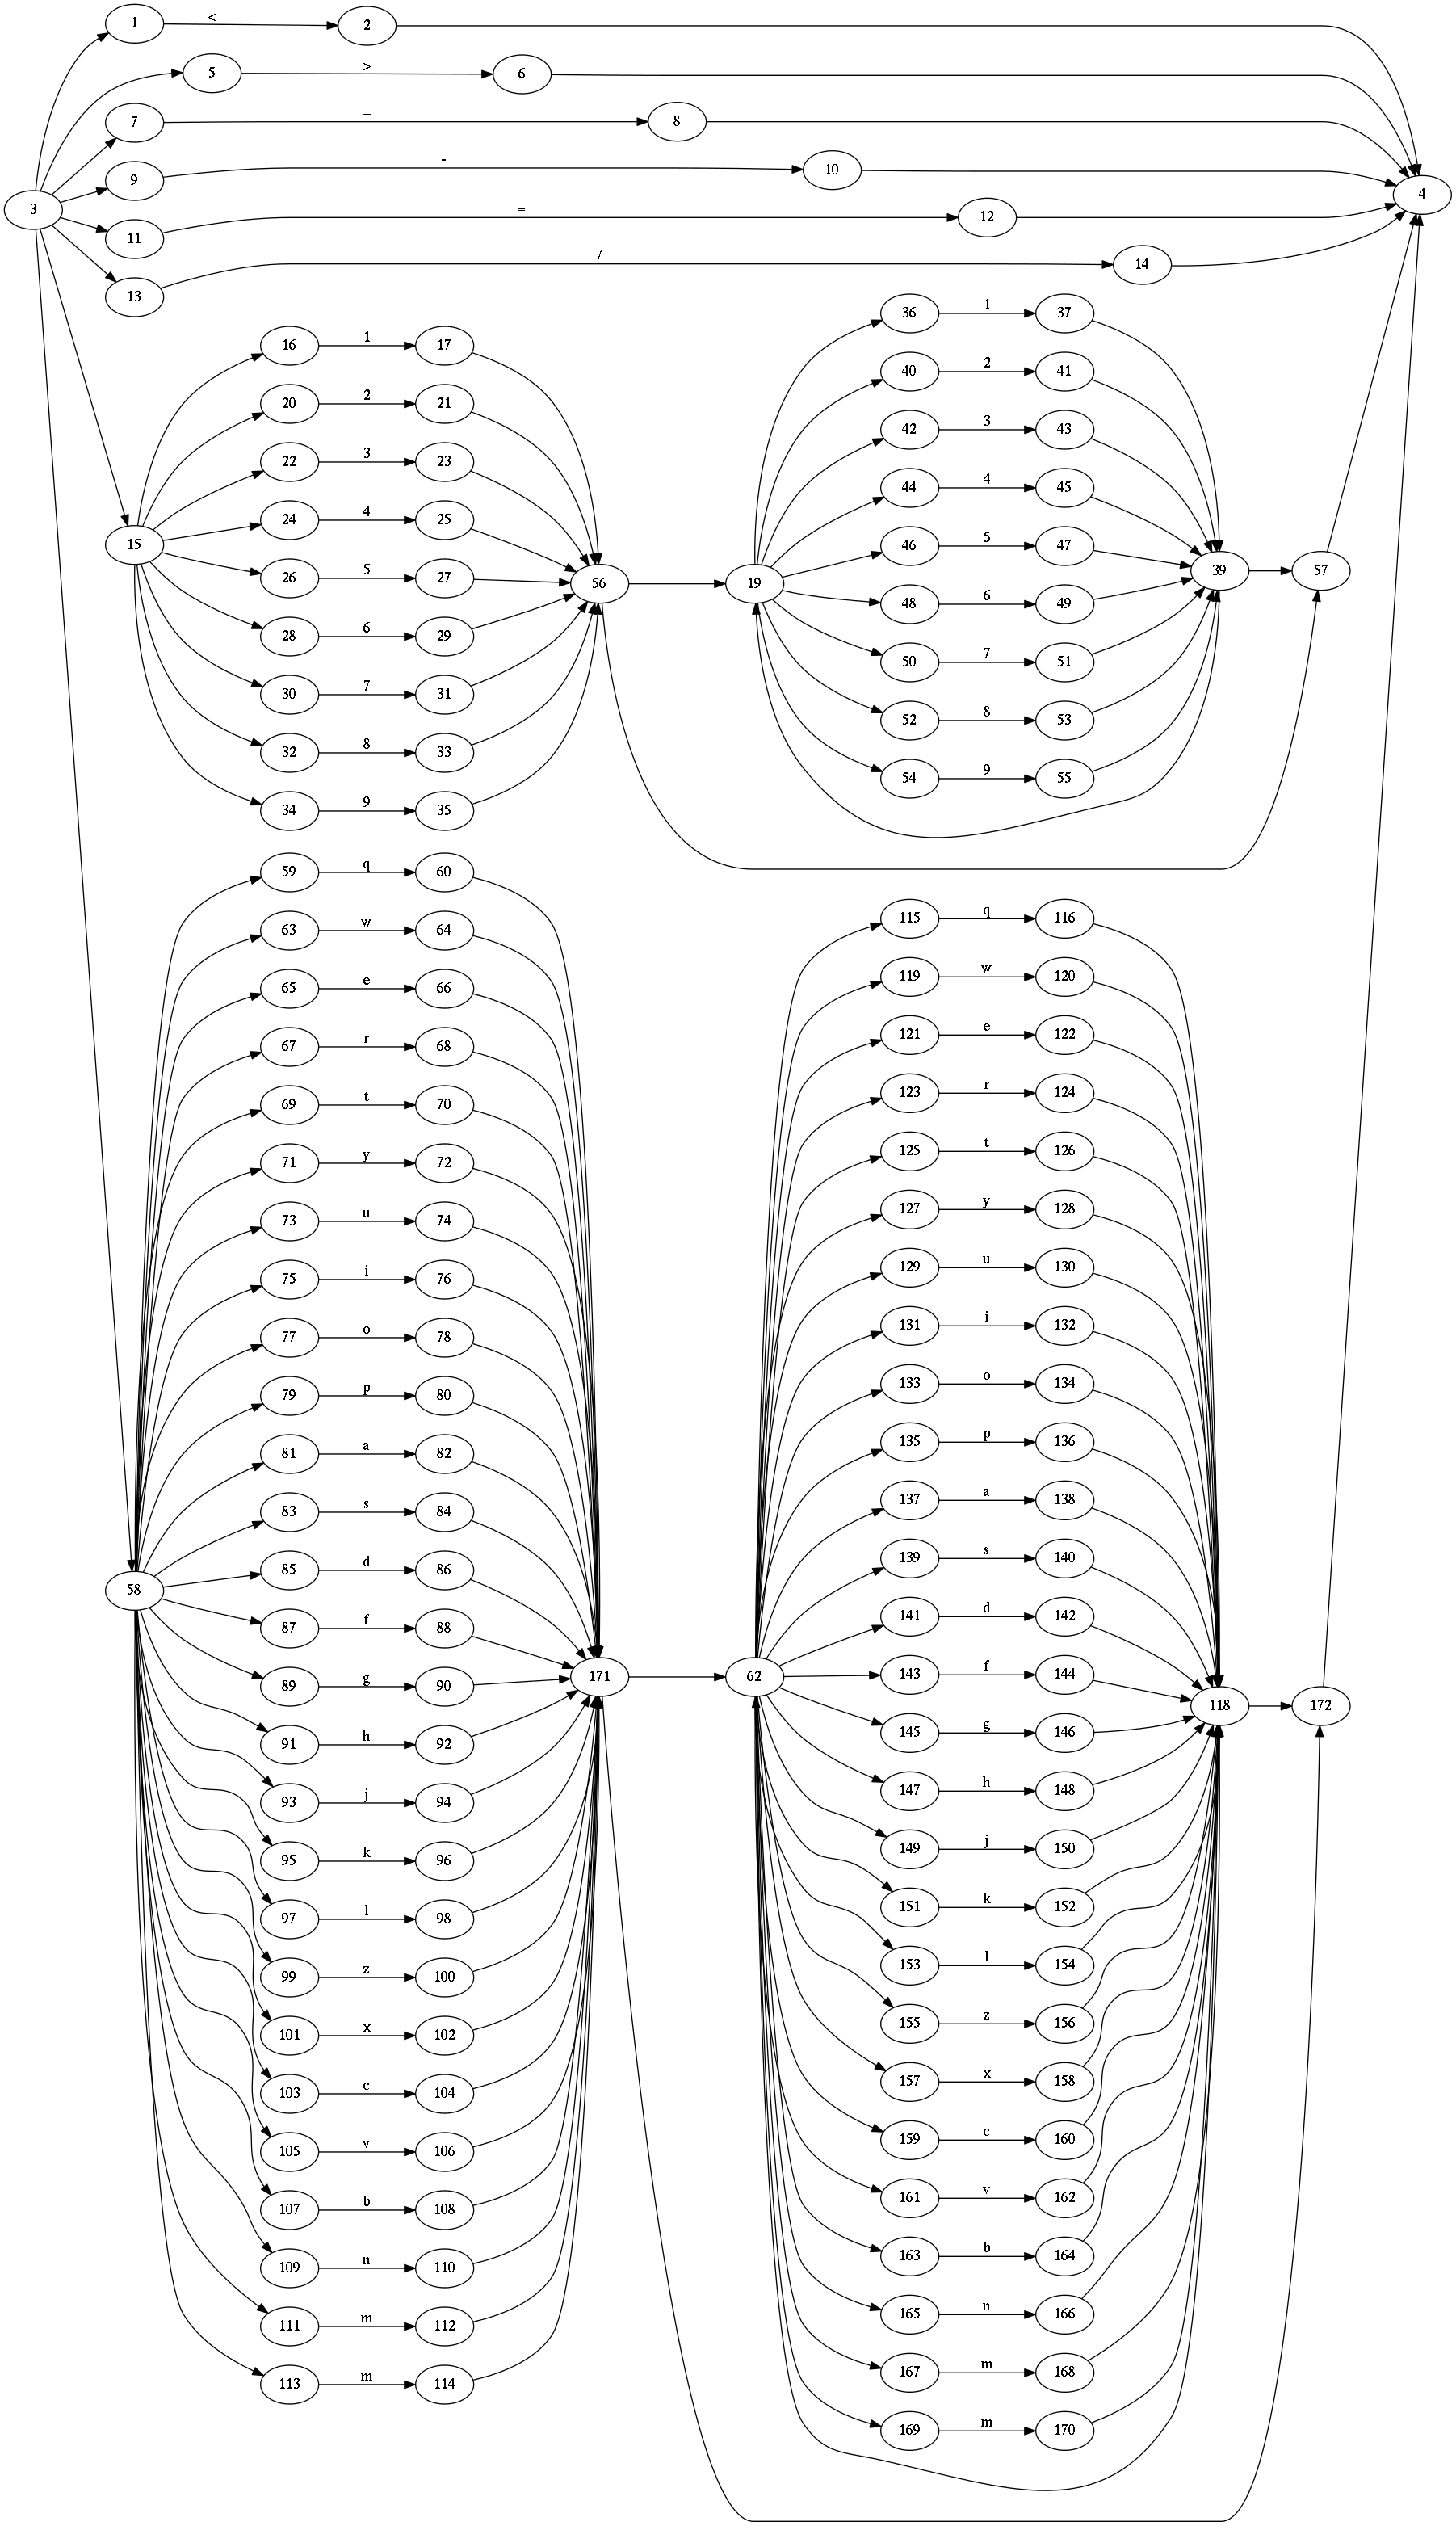 1 < 2
5 > 6
7 + 8
9 - 10
3 4
11 = 12
13 / 14
36 1 37
16 1 17
40 2 41
20 2 21
42 3 43
22 3 23
44 4 45
24 4 25
15 46 5 47
39 57
26 5 27
56 19
48 6 49
28 6 29
50 7 51
30 7 31
52 8 53
32 8 33
54 9 55
34 9 35
59 q 60
115 q 116
63 w 64
119 w 120
65 e 66
121 e 122
67 r 68
123 r 124
69 t 70
125 t 126
71 y 72
127 y 128
73 u 74
129 u 130
75 i 76
131 i 132
77 o 78
133 o 134
79 p 80
135 p 136
81 a 82
137 a 138
83 s 84
139 s 140
85 d 86
58
141 d 142
87 f 88
143 f 144
171 62
89 g 90
118 172
145 g 146
91 h 92
147 h 148
93 j 94
149 j 150
95 k 96
151 k 152
97 l 98
153 l 154
99 z 100
155 z 156
101 x 102
157 x 158
103 c 104
159 c 160
105 v 106
161 v 162
107 b 108
163 b 164
109 n 110
165 n 166
111 m 112
167 m 168
113 m 114
169 m 170